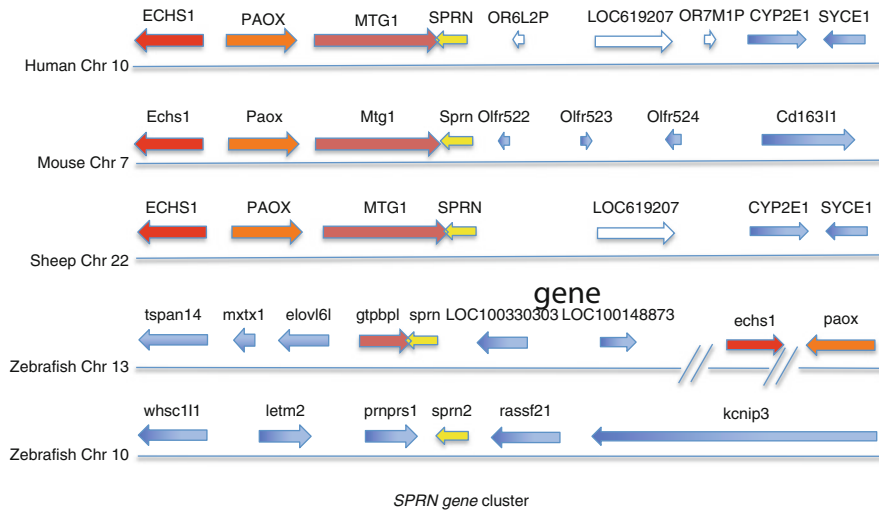 ECHS1 PAOX MTG1 SPRN OR6L2P LOC619207 OR7M1P CYP2E1 SYCE1
Human Chr 10
Echs1 Paox Mtg1 Sprn Olfr522 Olfr523 Olfr524 Cd163l1
Mouse Chr 7
ECHS1 PAOX MTG1 SPRN LOC619207 CYP2E1 SYCE1
Sheep Chr 22
gene
tspan14 mxtx1 elovl6l gtpbpl sprn LOC100330303 LOC100148873 echs1 paox
Zebrafish Chr 13
whsc1l1 letm2 prnprs1 sprn2 rassf21 kcnip3
Zebrafish Chr 10
SPRN gene cluster